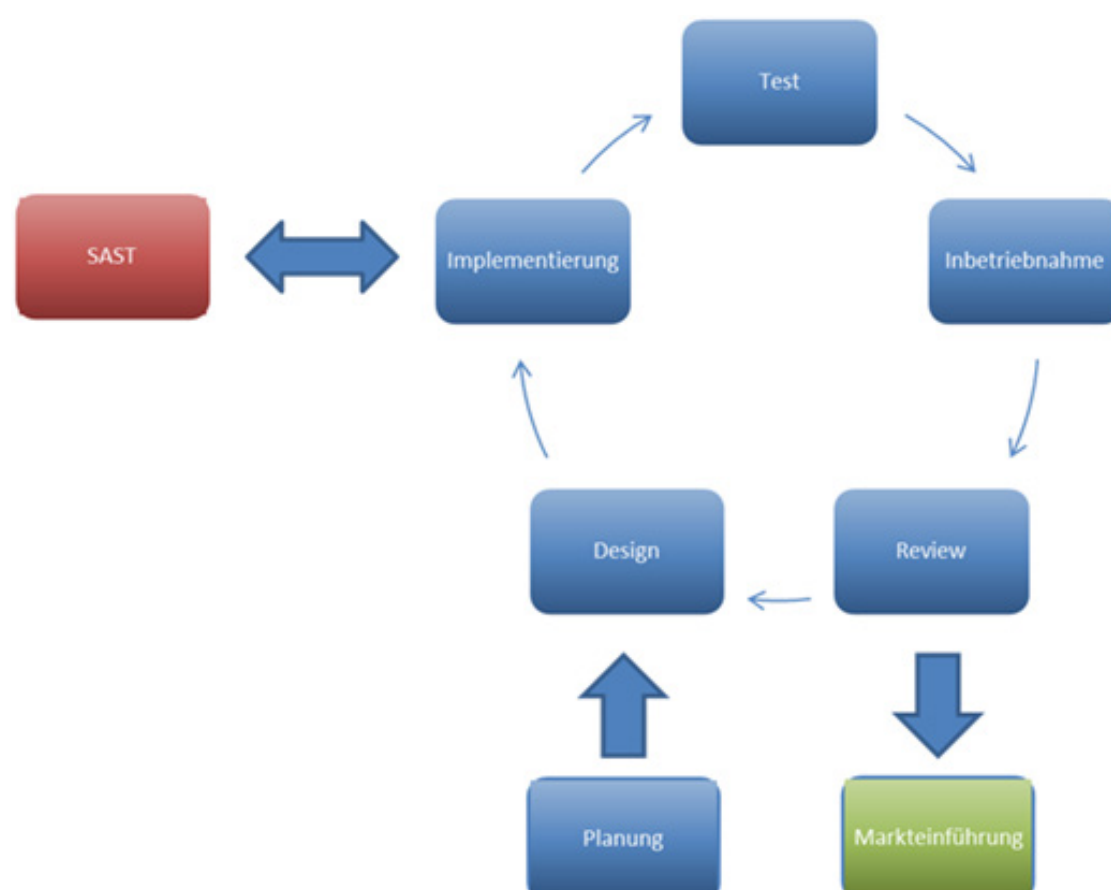 Test
SAST
Implementierung
Inbetriebnahme
Design
Review
Planung
Markteinführung